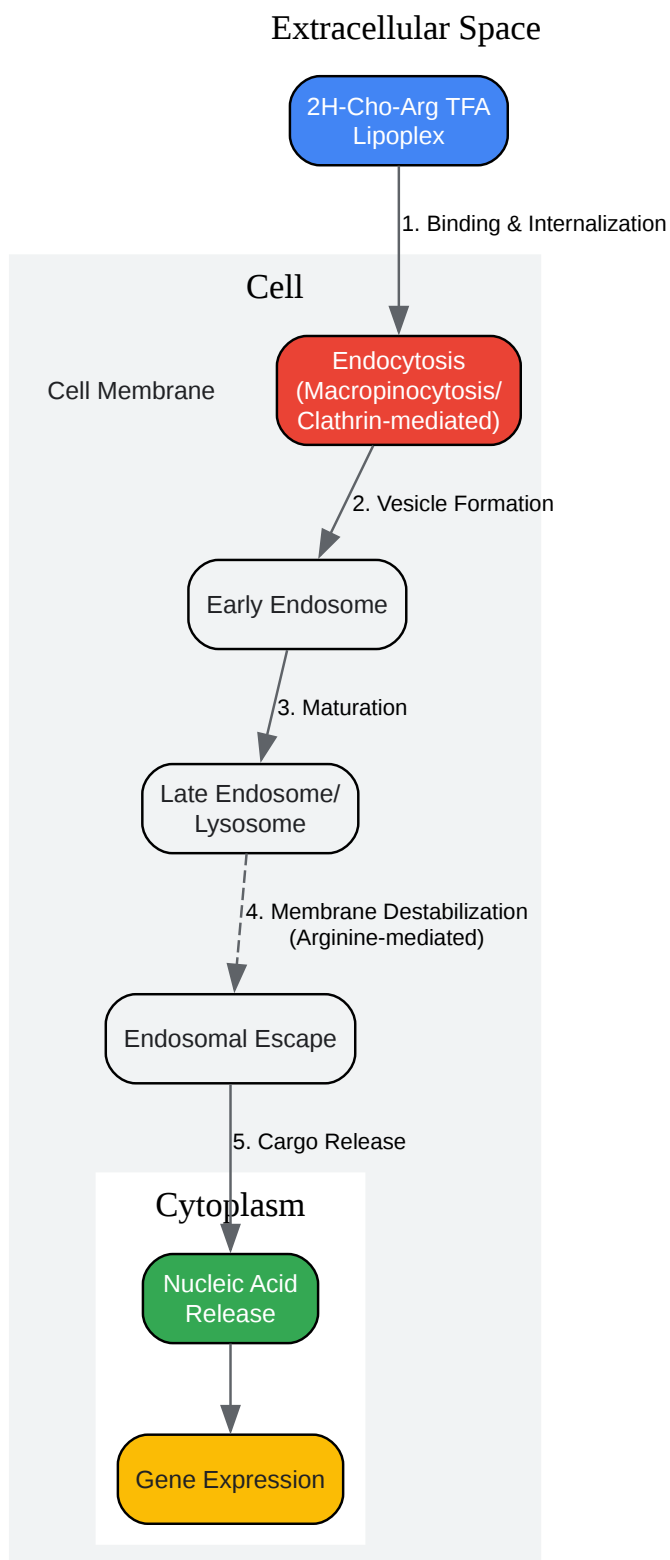 Extracellular Space
2H-Cho-Arg TFA
Lipoplex
1. Binding & Internalization
Cell
Cell Membrane
Endocytosis
(Macropinocytosis/
Clathrin-mediated)
2. Vesicle Formation
Early Endosome
3. Maturation
Late Endosome/
Lysosome
4. Membrane Destabilization
(Arginine-mediated)
Endosomal Escape
5. Cargo Release
Cytoplasm
Nucleic Acid
Release
Gene Expression